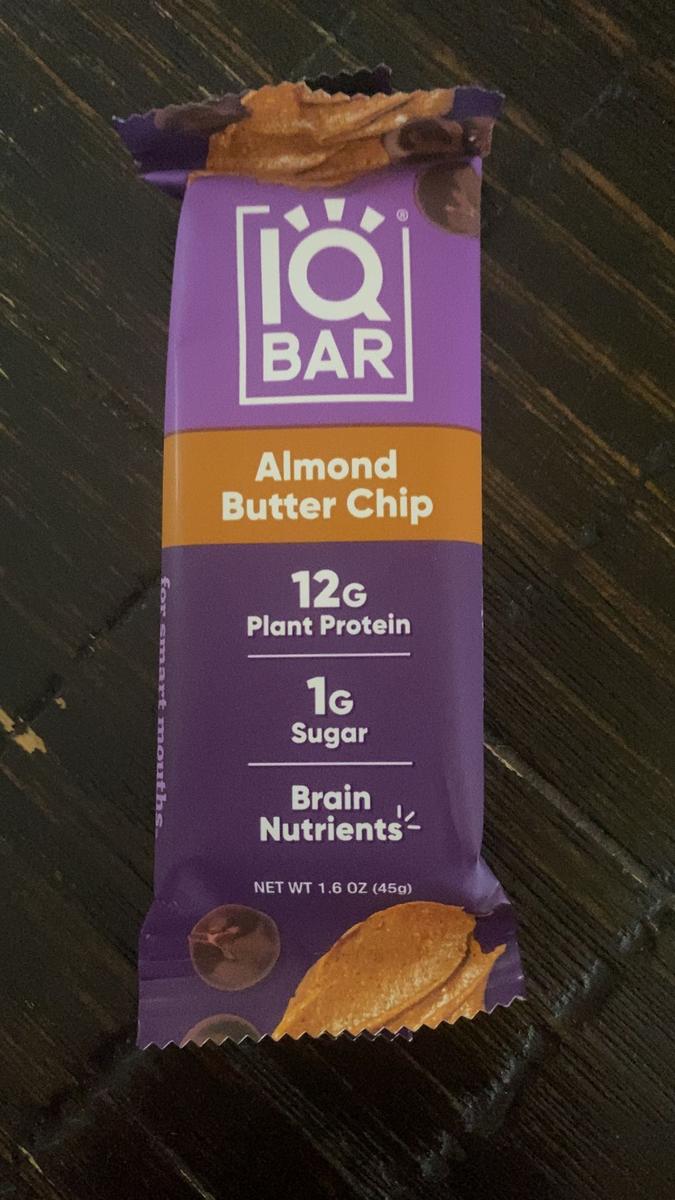 IQ
BAR
®
Almond
Butter Chip
12G
Plant Protein
1G
Sugar
Brain
Nutrients
NET WT 1.6 OZ (45g)
for smart mouths.